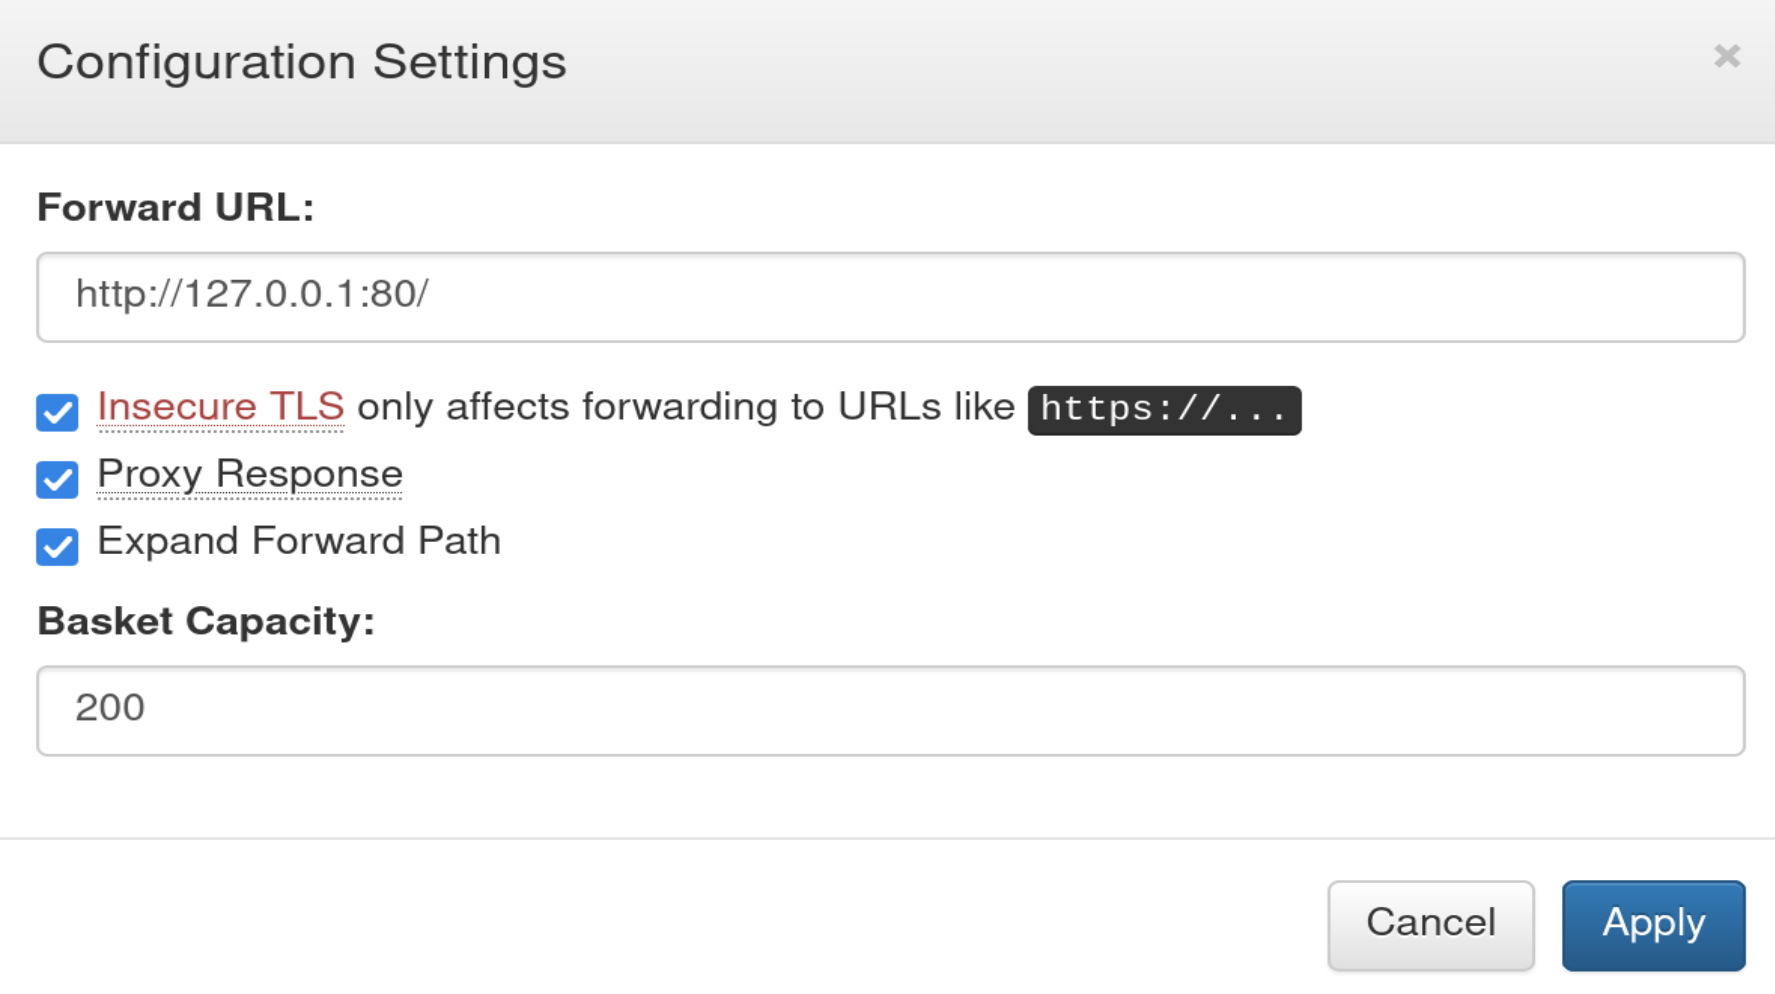 Configuration Settings ×
Forward URL:
http://127.0.0.1:80/
Insecure TLS only affects forwarding to URLs like https://...
Proxy Response
Expand Forward Path
Basket Capacity:
200
Cancel Apply